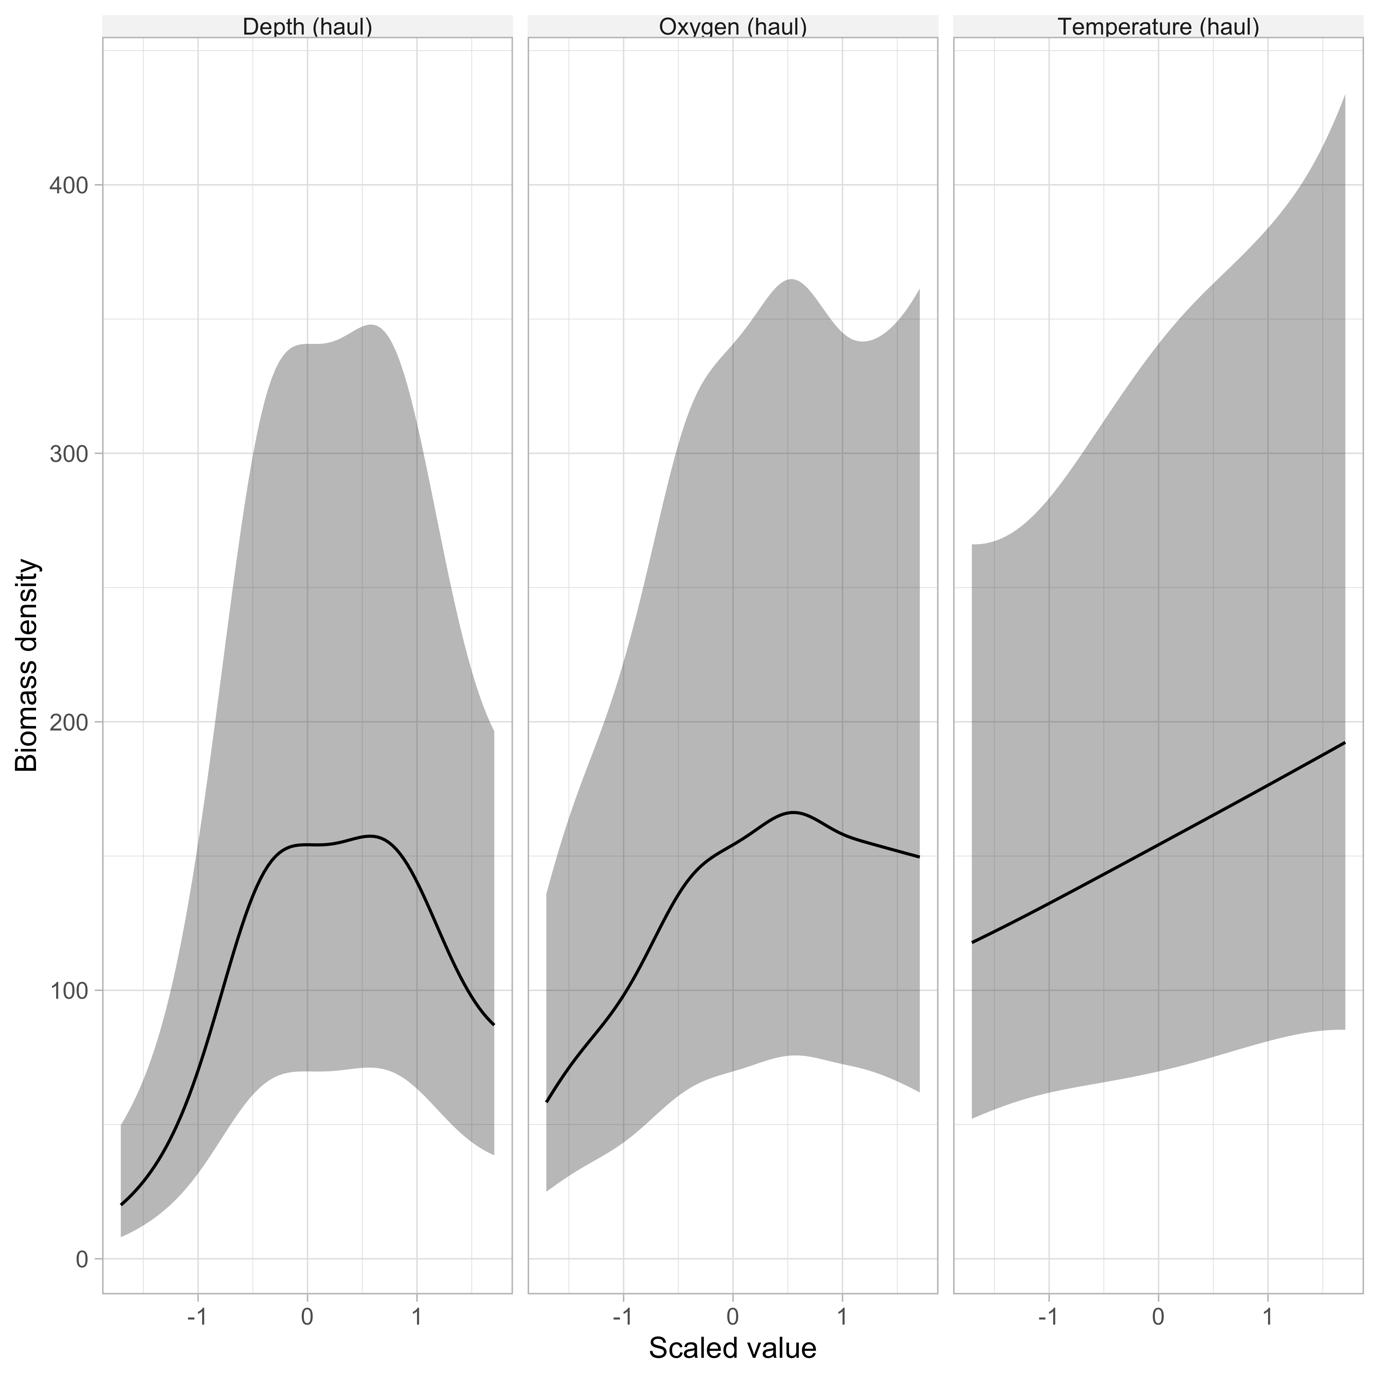 Depth (haul)
Oxygen (haul)
Temperature (haul)
Biomass density
400
300
200
100
0
-1 0 1
-1 0 1
-1 0 1
Scaled value